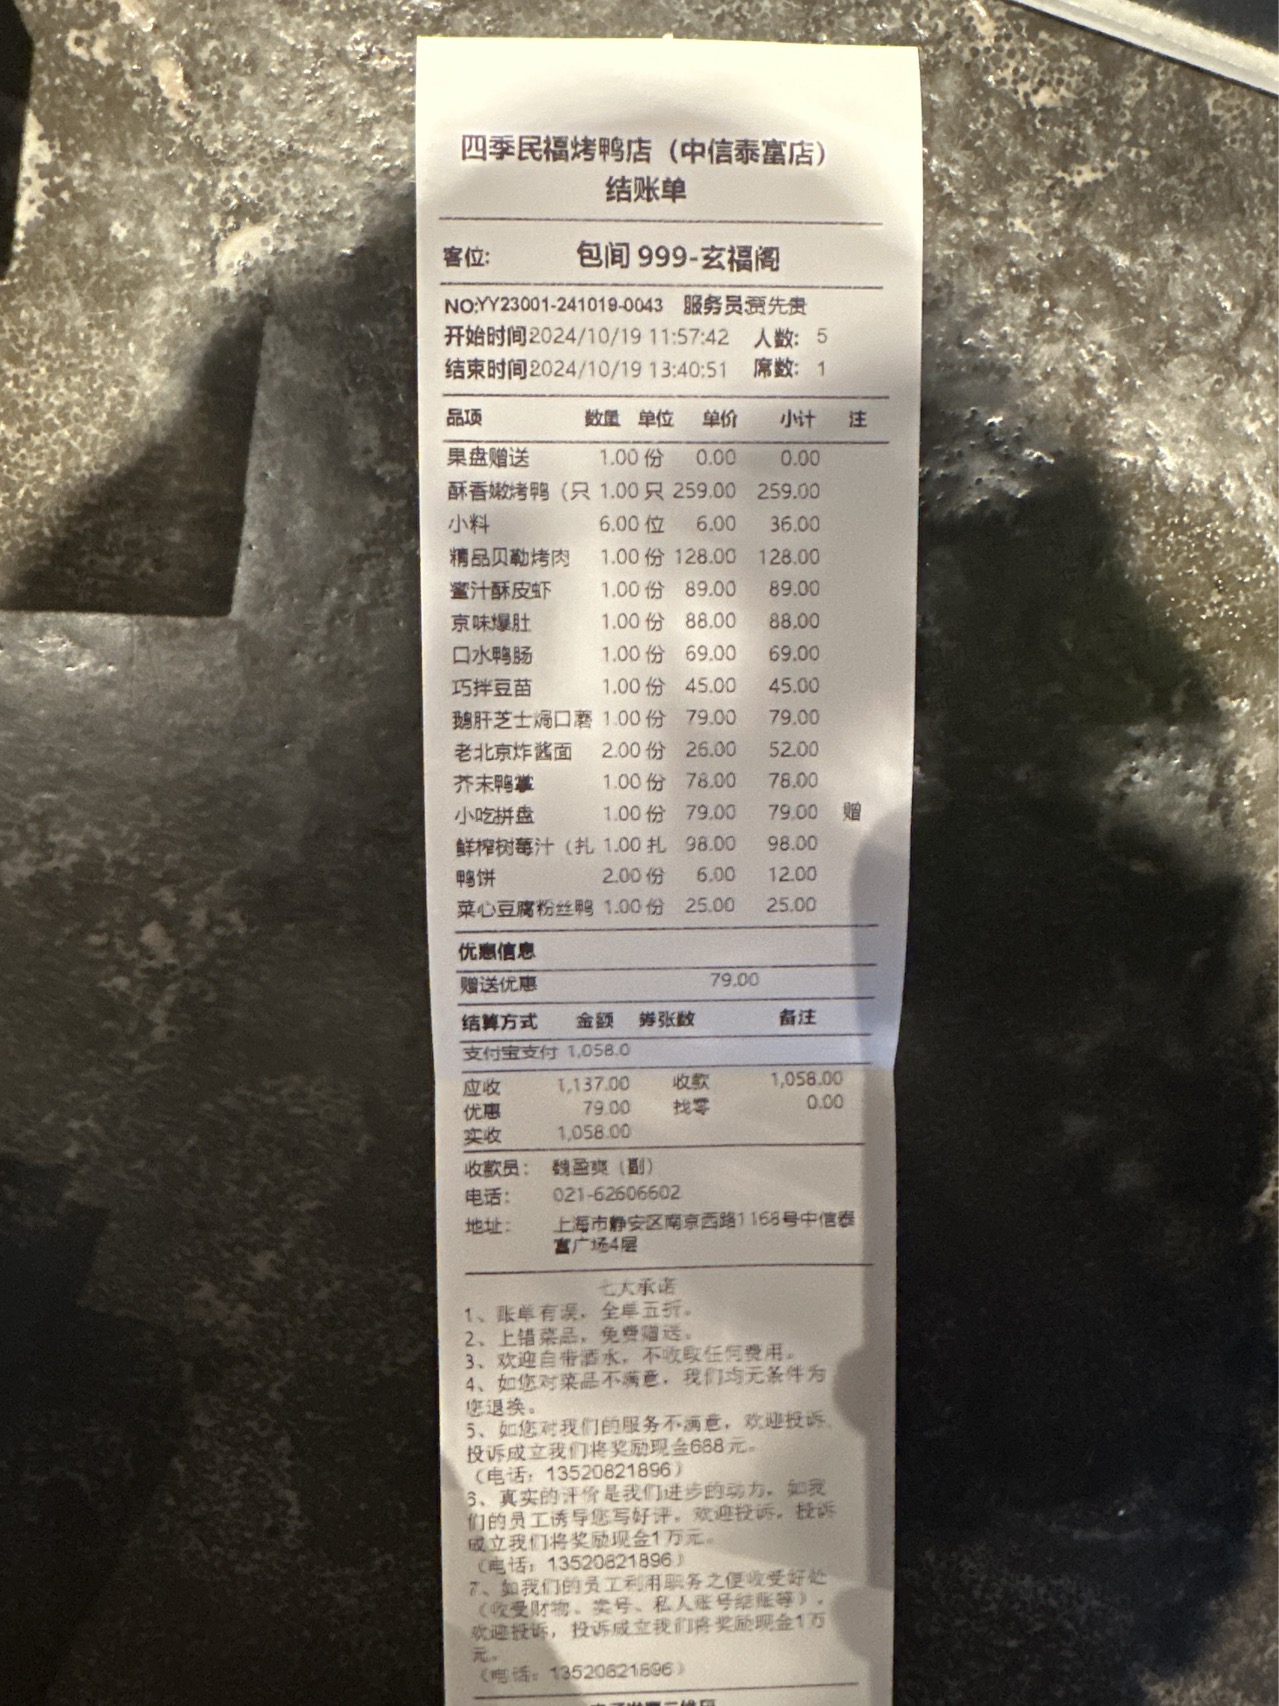 四季民福烤鸭店（中信泰富店）
结账单
客位: 包间 999-玄福阁
NO:YY23001-241019-0043 服务员:贾先贵
开始时间2024/10/19 11:57:42 人数: 5
结束时间2024/10/19 13:40:51 席数: 1
品项 数量 单位 单价 小计 注
果盘赠送 1.00 份 0.00 0.00
酥香嫩烤鸭（只 1.00 只 259.00 259.00
小料 6.00 位 6.00 36.00
精品贝勒烤肉 1.00 份 128.00 128.00
蜜汁酥皮虾 1.00 份 89.00 89.00
京味爆肚 1.00 份 88.00 88.00
口水鸭肠 1.00 份 69.00 69.00
巧拌豆苗 1.00 份 45.00 45.00
鹅肝芝士焗口蘑 1.00 份 79.00 79.00
老北京炸酱面 2.00 份 26.00 52.00
芥末鸭掌 1.00 份 78.00 78.00
小吃拼盘 1.00 份 79.00 79.00 赠
鲜榨树莓汁（扎 1.00 扎 98.00 98.00
鸭饼 2.00 份 6.00 12.00
菜心豆腐粉丝鸭 1.00 份 25.00 25.00
优惠信息
赠送优惠 79.00
结算方式 金额 券张数 备注
支付宝支付 1,058.0
应收 1,137.00 收款 1,058.00
优惠 79.00 找零 0.00
实收 1,058.00
收款员: 魏盈爽（副）
电话: 021-62606602
地址: 上海市静安区南京西路1168号中信泰
富广场4层
七大承诺
1、账单有误，全单五折。
2、上错菜品，免费赠送。
3、欢迎自带酒水，不收取任何费用。
4、如您对菜品不满意，我们均无条件为
您退换。
5、如您对我们的服务不满意，欢迎投诉，
投诉成立我们将奖励现金688元。
（电话：13520821896）
6、真实的评价是我们进步的动力，如我
们的员工诱导您写好评，欢迎投诉，投诉
成立我们将奖励现金1万元。
（电话：13520821896）
7、如我们的员工利用职务之便收受好处
（收受财物、卖号、私人账号结账等），
欢迎投诉，投诉成立我们将奖励现金1万
元。
（电话：13520821896）